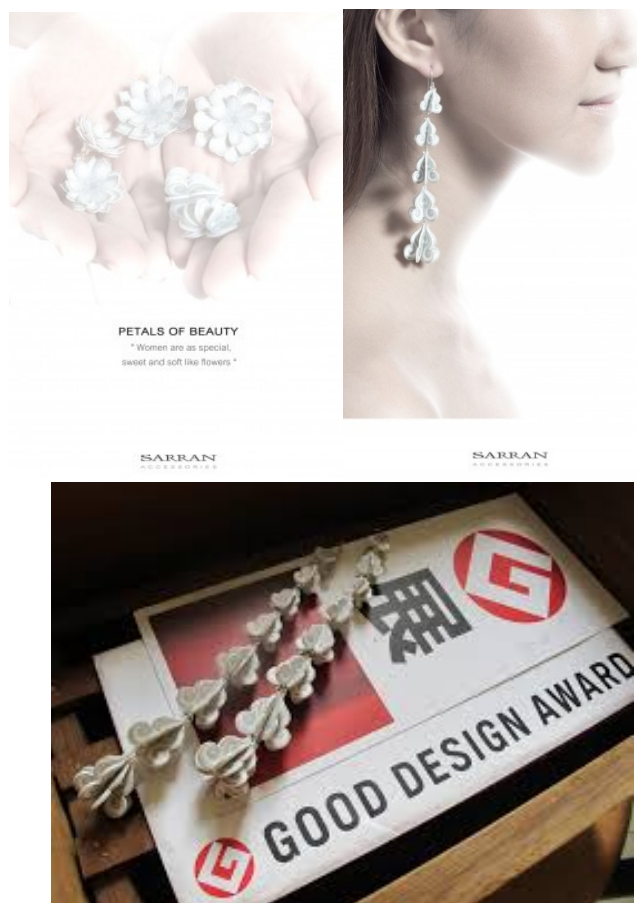 PETALS OF BEAUTY
" Women are as special,
sweet and soft like flowers "
SARRAN
ACCESSORIES
SARRAN
ACCESSORIES
展
G
GOOD DESIGN AWARD
G